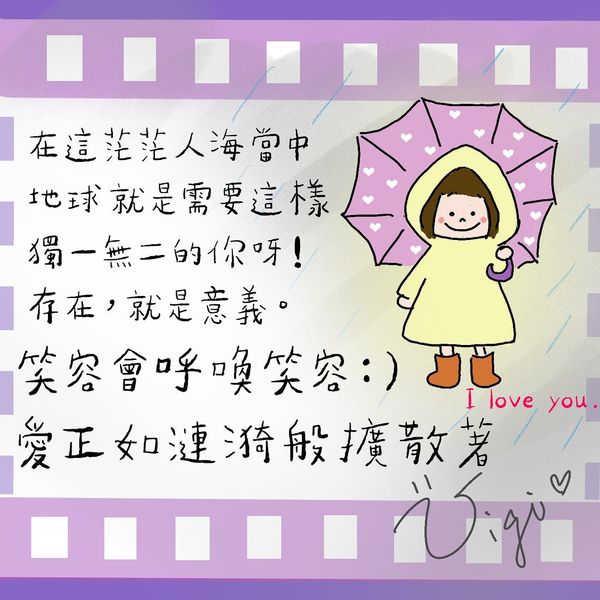 在這茫茫人海當中
地球就是需要這樣
獨一無二的你呀!
存在,就是意義。
笑容會呼喚笑容:)
愛正如漣漪般擴散著
I love you.
Vigi